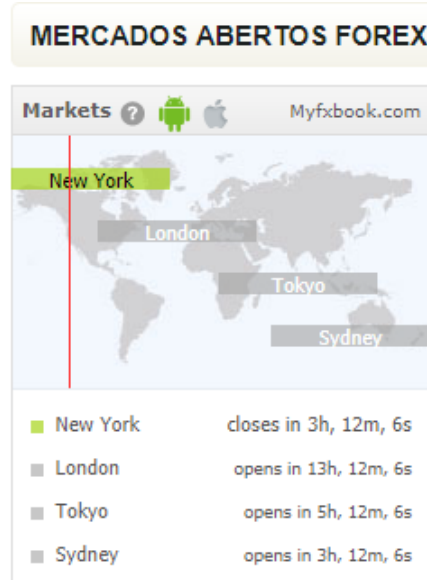 MERCADOS ABERTOS FOREX
Markets ? Myfxbook.com
New York
London
Tokyo
Sydney
New York closes in 3h, 12m, 6s
London opens in 13h, 12m, 6s
Tokyo opens in 5h, 12m, 6s
Sydney opens in 3h, 12m, 6s